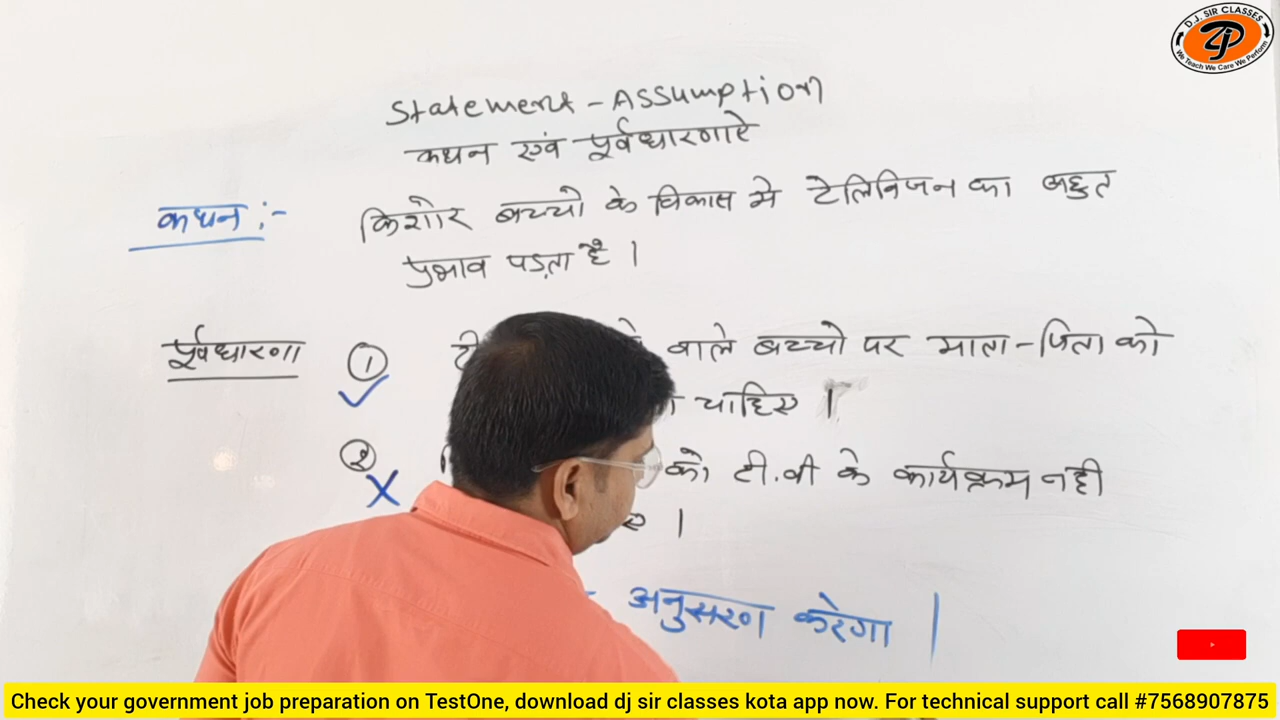 D.J. SIR CLASSES
We Teach We Care We Perform
Statement - Assumption
कथन एवं पूर्वधारणाऐ
कथन :- किशोर बच्चो के विकास मे टेलिविजन का बहुत
प्रभाव पड़ता है ।
पूर्वधारणा ① वाले बच्चो पर माता-पिता को
चाहिए ।
② को टी.वी के कार्यक्रम नही
।
अनुसरण करेगा ।
Check your government job preparation on TestOne, download dj sir classes kota app now. For technical support call #7568907875